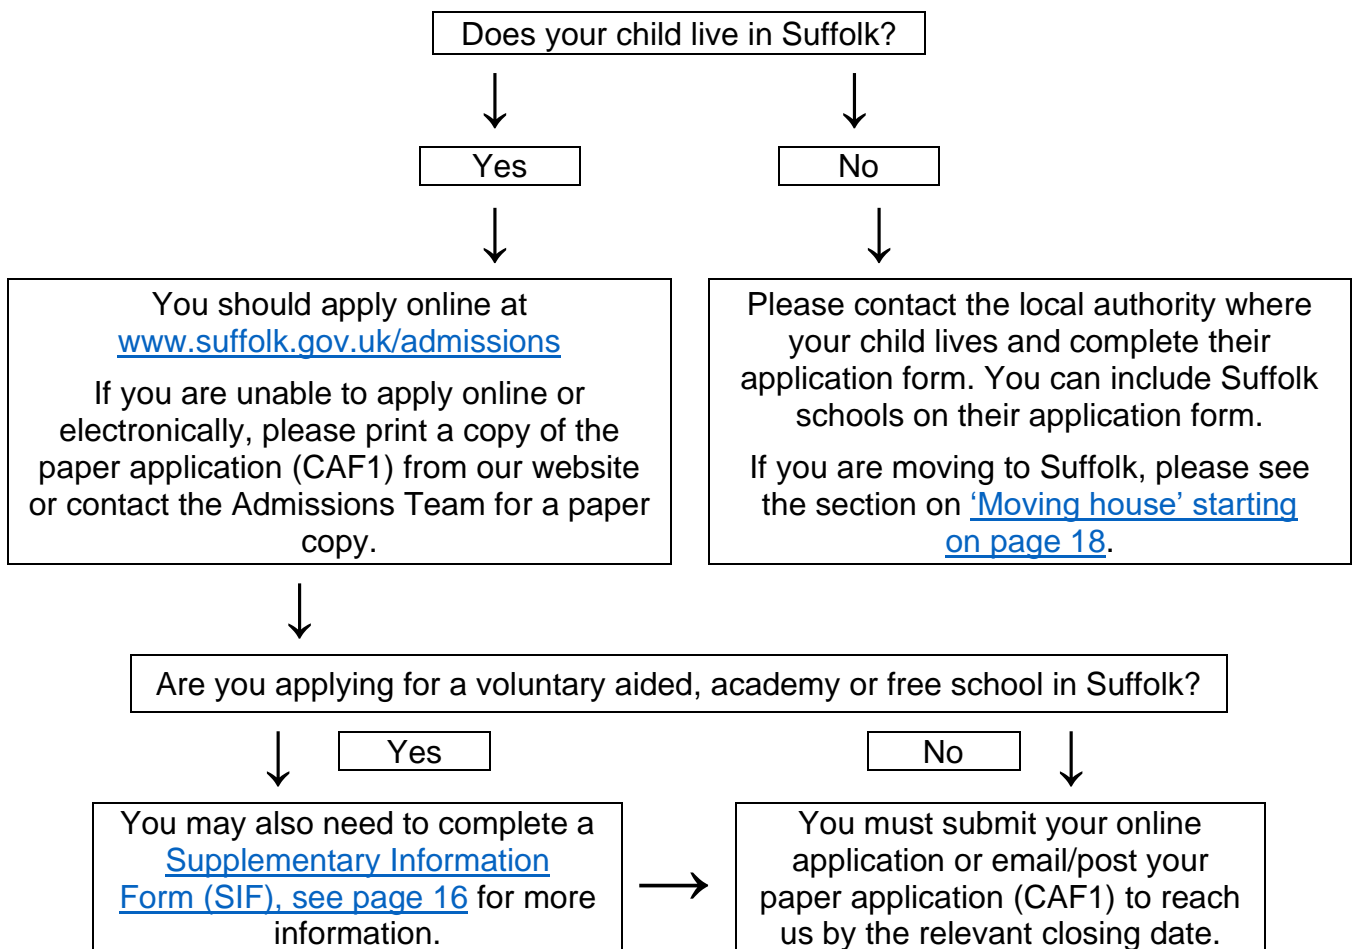 Does your child live in Suffolk?
Yes
No
You should apply online at
www.suffolk.gov.uk/admissions
If you are unable to apply online or
electronically, please print a copy of the
paper application (CAF1) from our website
or contact the Admissions Team for a paper
copy.
Please contact the local authority where
your child lives and complete their
application form. You can include Suffolk
schools on their application form.
If you are moving to Suffolk, please see
the section on ‘Moving house’ starting
on page 18.
Are you applying for a voluntary aided, academy or free school in Suffolk?
Yes
No
You may also need to complete a
Supplementary Information
Form (SIF), see page 16 for more
information.
You must submit your online
application or email/post your
paper application (CAF1) to reach
us by the relevant closing date.